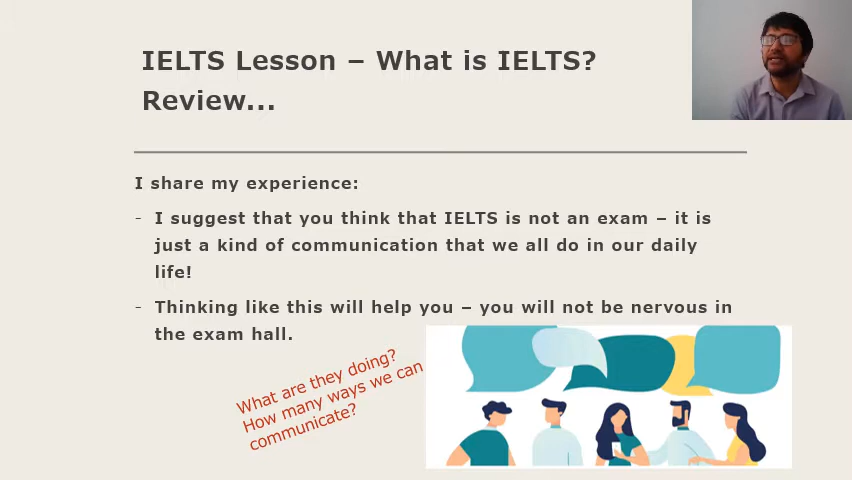 IELTS Lesson – What is IELTS?
Review...
I share my experience:
- I suggest that you think that IELTS is not an exam – it is
just a kind of communication that we all do in our daily
life!
- Thinking like this will help you – you will not be nervous in
the exam hall.
What are they doing?
How many ways we can
communicate?